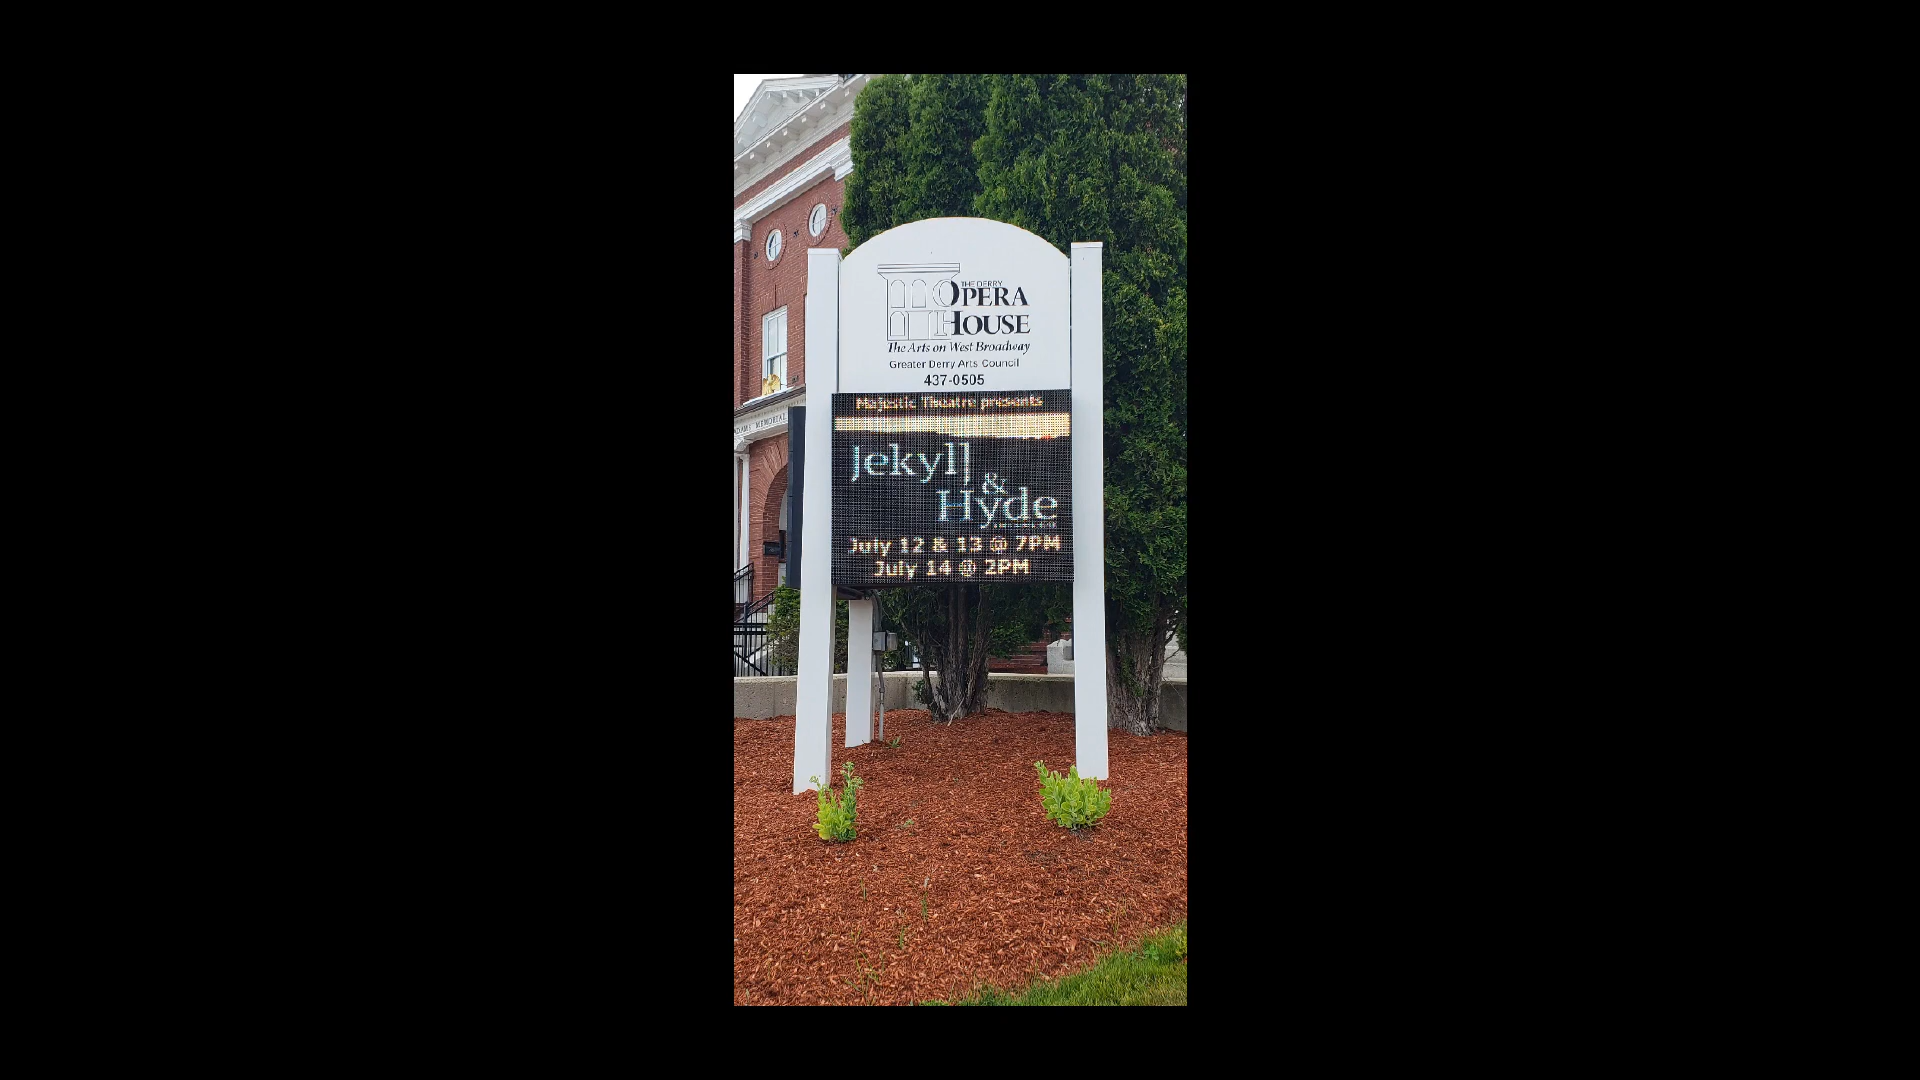 THE DERRY
OPERA
HOUSE
The Arts on West Broadway
Greater Derry Arts Council
437-0505
Majestic Theatre presents
Jekyll
&
Hyde
July 12 & 13 @ 7PM
July 14 @ 2PM
MEMORIAL